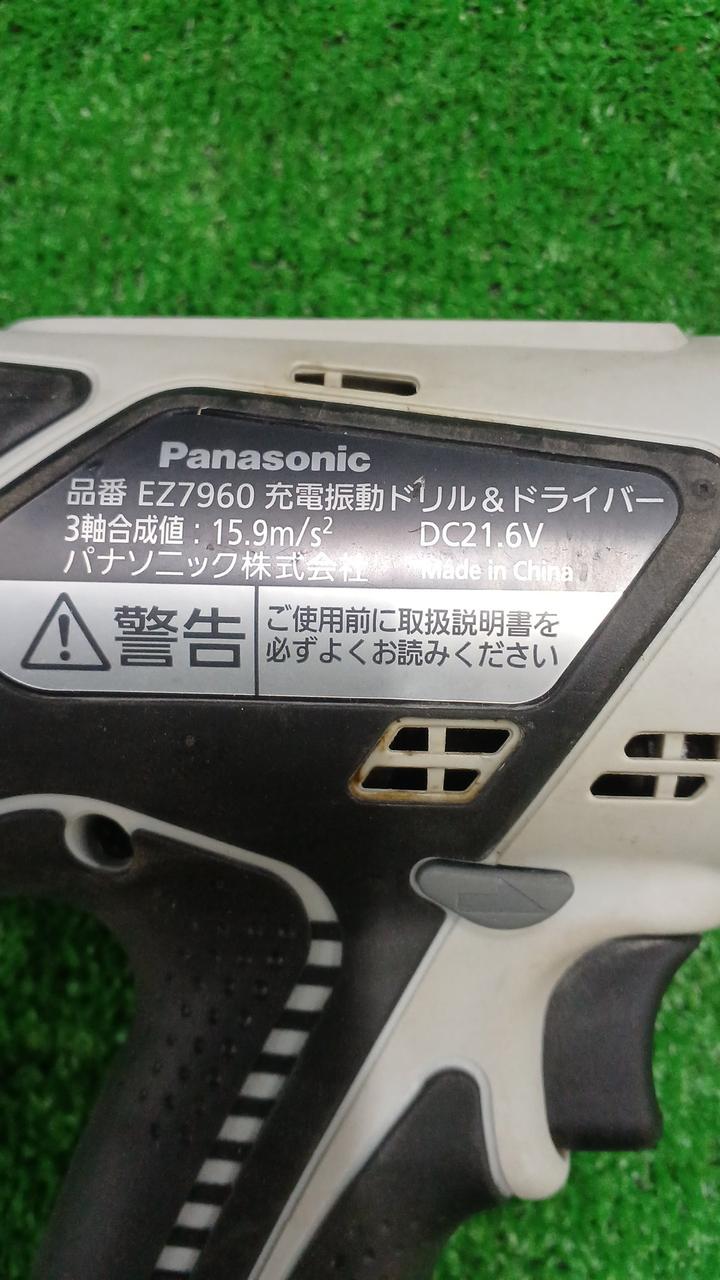 Panasonic
品番 EZ7960 充電振動ドリル&ドライバー
3軸合成値:15.9m/s² DC21.6V
パナソニック株式会社 Made in China
警告
ご使用前に取扱説明書を
必ずよくお読みください